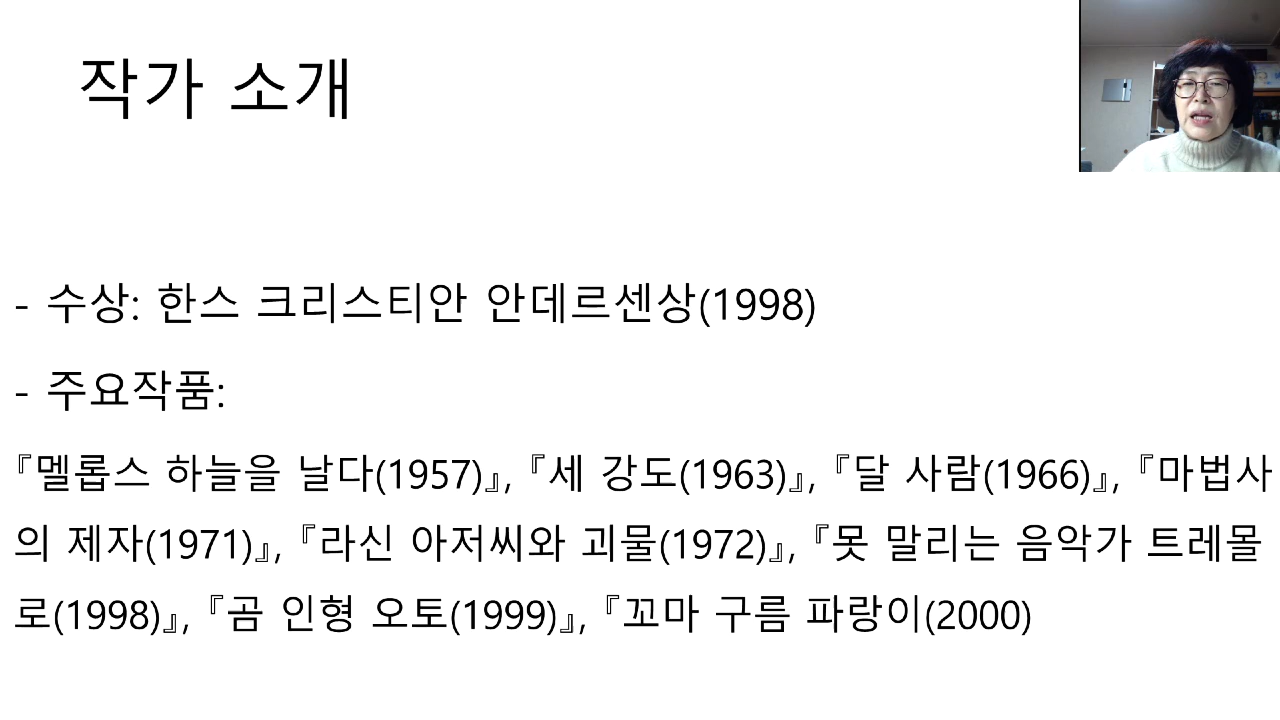 작가 소개
- 수상: 한스 크리스티안 안데르센상(1998)
- 주요작품:
『멜롭스 하늘을 날다(1957)』, 『세 강도(1963)』, 『달 사람(1966)』, 『마법사
의 제자(1971)』, 『라신 아저씨와 괴물(1972)』, 『못 말리는 음악가 트레몰
로(1998)』, 『곰 인형 오토(1999)』, 『꼬마 구름 파랑이(2000)